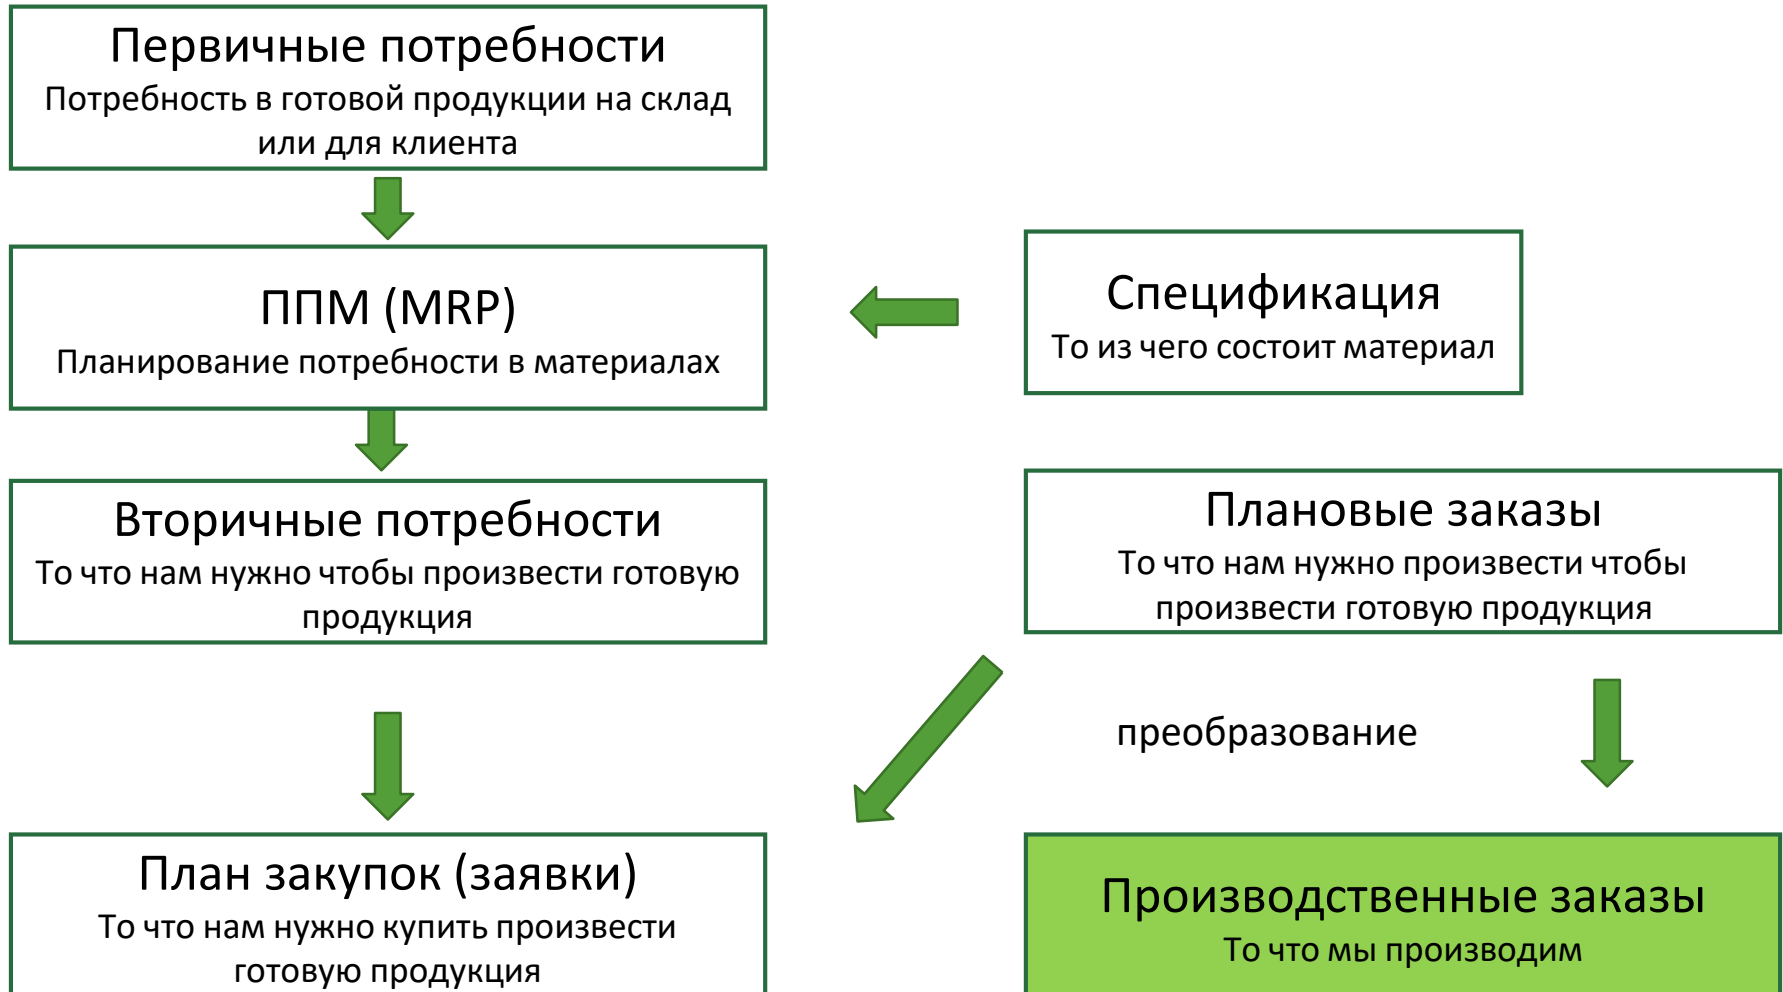 Первичные потребности
Потребность в готовой продукции на склад
или для клиента
ППМ (MRP)
Планирование потребности в материалах
Спецификация
То из чего состоит материал
Вторичные потребности
То что нам нужно чтобы произвести готовую
продукция
Плановые заказы
То что нам нужно произвести чтобы
произвести готовую продукция
преобразование
План закупок (заявки)
То что нам нужно купить произвести
готовую продукция
Производственные заказы
То что мы производим